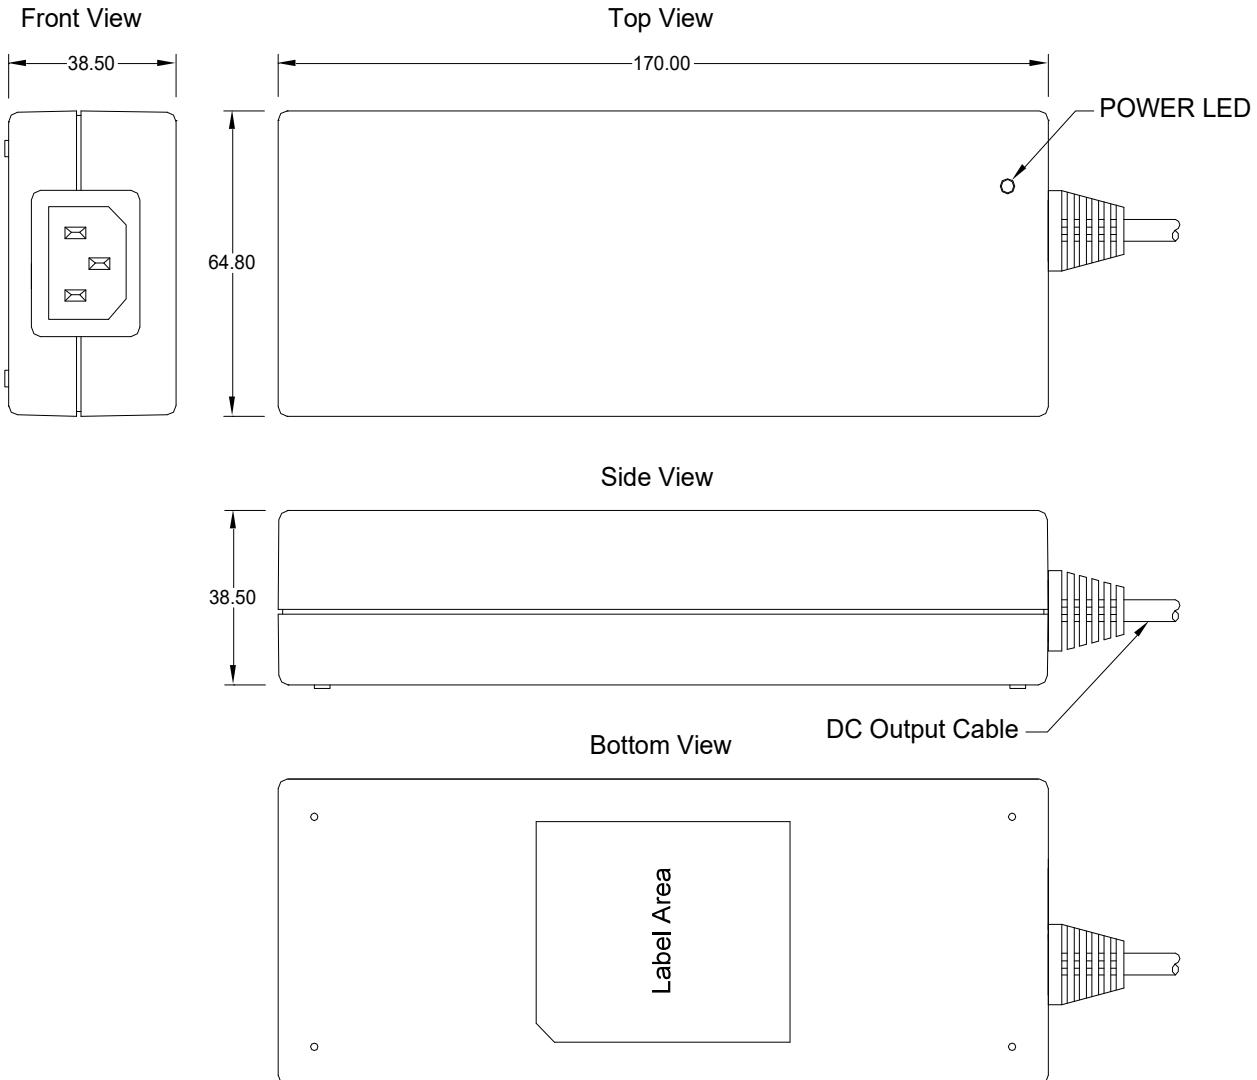 Front View
Top View
38.50
170.00
POWER LED
64.80
Side View
38.50
DC Output Cable
Bottom View
Label Area